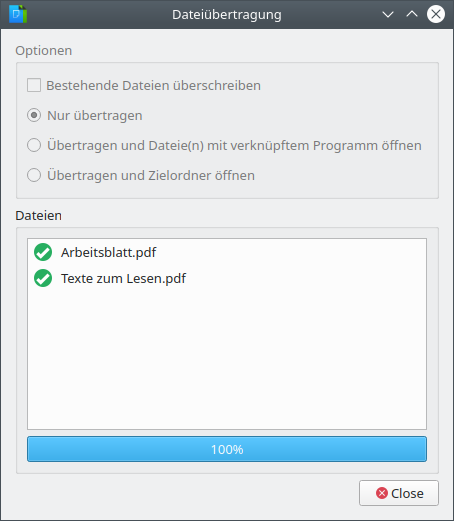 Dateiübertragung
Optionen
Bestehende Dateien überschreiben
Nur übertragen
Übertragen und Datei(n) mit verknüpftem Programm öffnen
Übertragen und Zielordner öffnen
Dateien
Arbeitsblatt.pdf
Texte zum Lesen.pdf
100%
Close